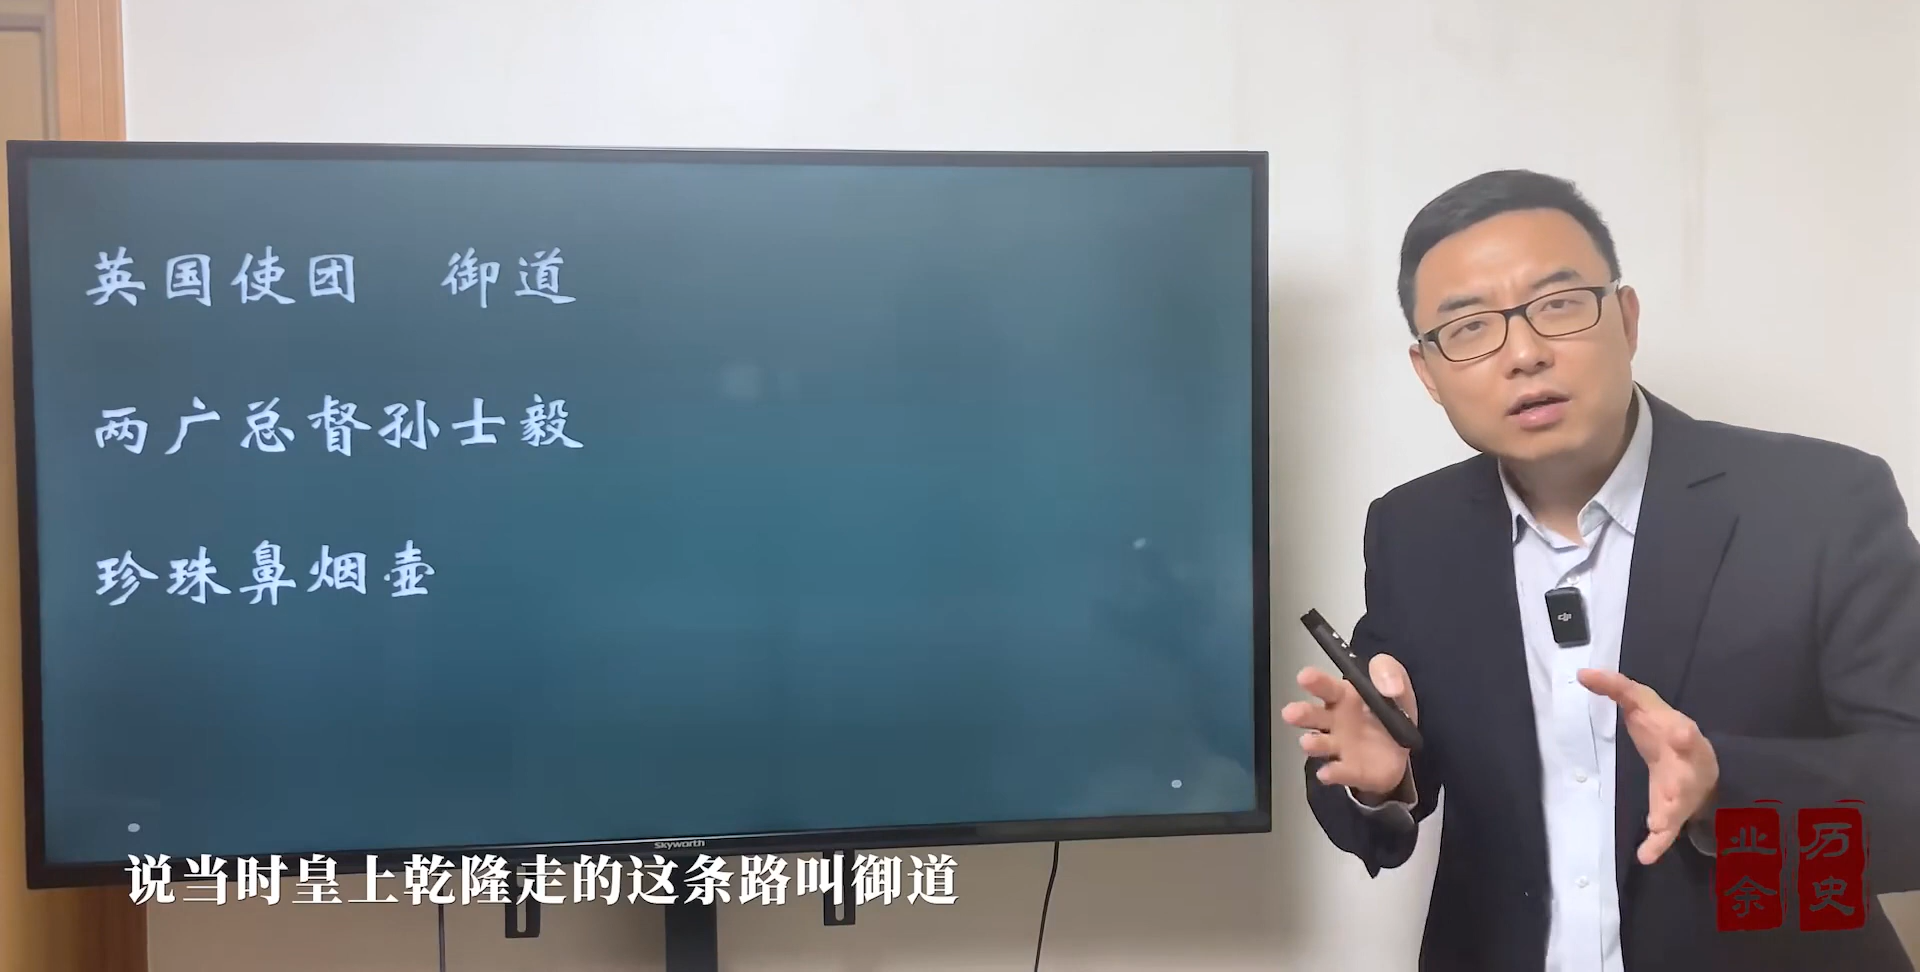 英国使团 御道
两广总督孙士毅
珍珠鼻烟壶
Skyworth
dji
说当时皇上乾隆走的这条路叫御道
历史
业余